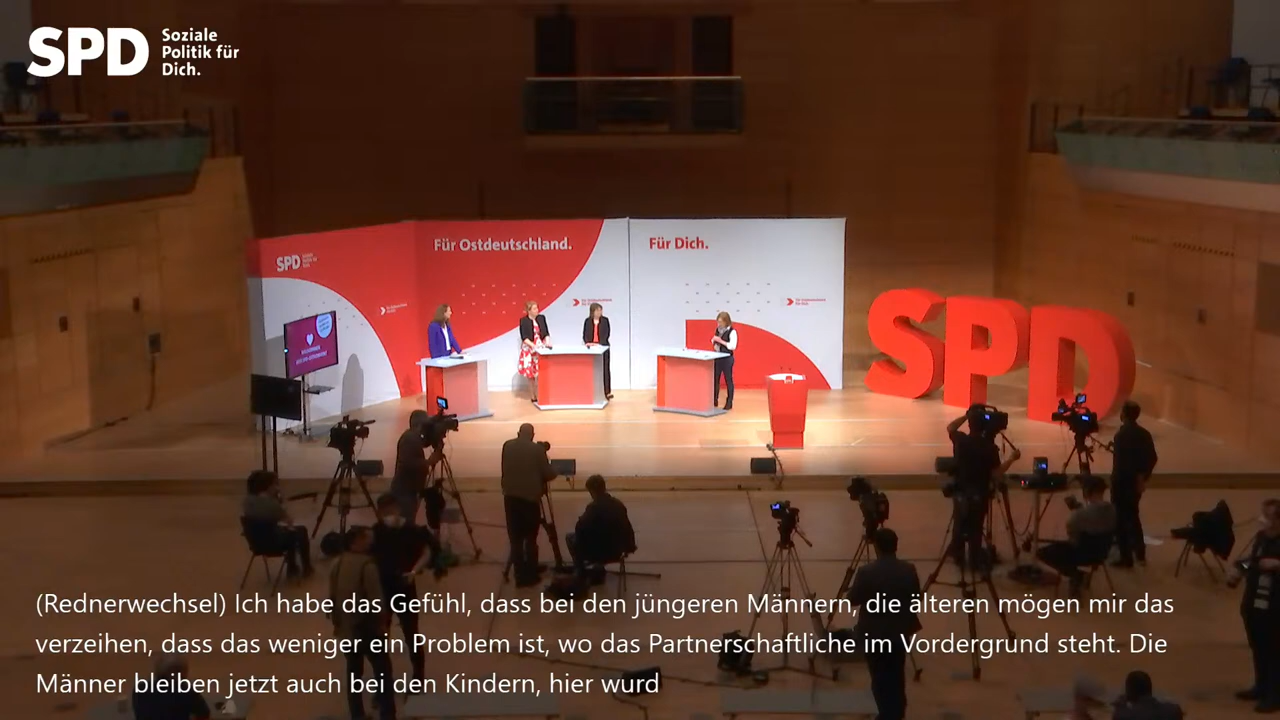 SPD
Soziale
Politik für
Dich.
Für Ostdeutschland.
Für Dich.
SPD
SPD
(Rednerwechsel) Ich habe das Gefühl, dass bei den jüngeren Männern, die älteren mögen mir das
verzeihen, dass das weniger ein Problem ist, wo das Partnerschaftliche im Vordergrund steht. Die
Männer bleiben jetzt auch bei den Kindern, hier wurd